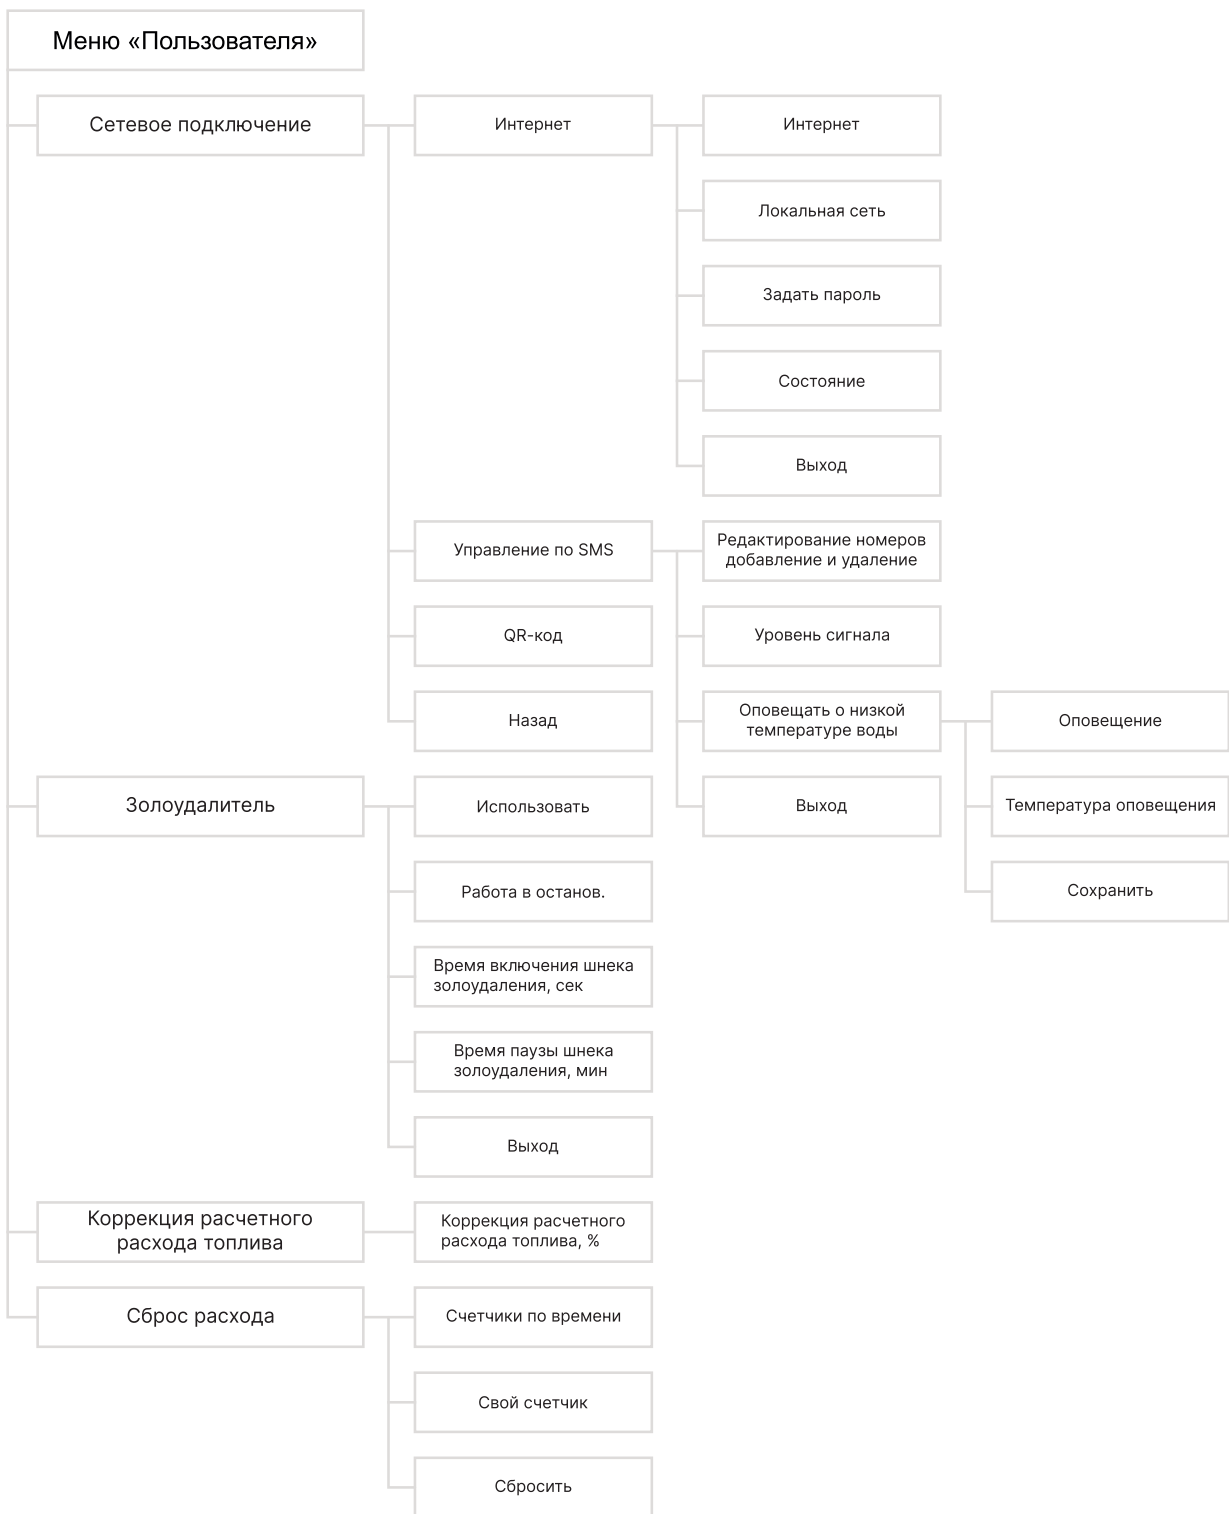 Меню «Пользователя»
Сетевое подключение
Интернет
Интернет
Локальная сеть
Задать пароль
Состояние
Выход
Управление по SMS
Редактирование номеров
добавление и удаление
QR-код
Уровень сигнала
Назад
Оповещать о низкой
температуре воды
Оповещение
Золоудалитель
Использовать
Выход
Температура оповещения
Работа в останов.
Сохранить
Время включения шнека
золоудаления, сек
Время паузы шнека
золоудаления, мин
Выход
Коррекция расчетного
расхода топлива
Коррекция расчетного
расхода топлива, %
Сброс расхода
Счетчики по времени
Свой счетчик
Сбросить